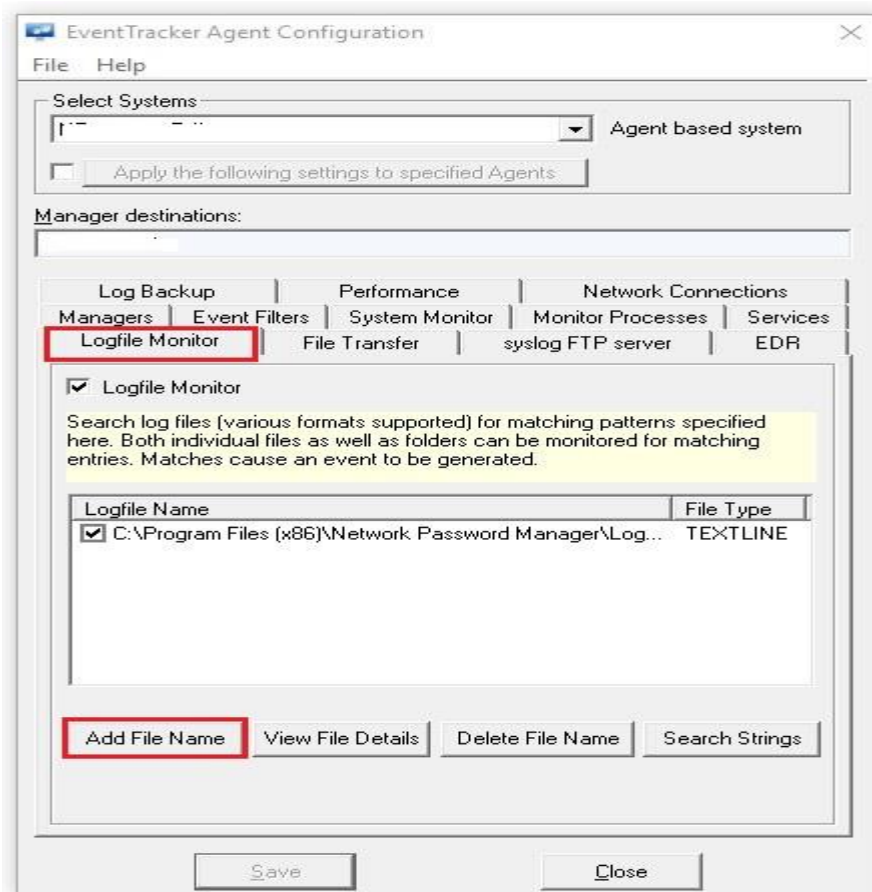 EventTracker Agent Configuration
File Help
Select Systems
Agent based system
Apply the following settings to specified Agents
Manager destinations:
Log Backup Performance Network Connections
Managers Event Filters System Monitor Monitor Processes Services
Logfile Monitor File Transfer syslog FTP server EDR
Logfile Monitor
Search log files (various formats supported) for matching patterns specified
here. Both individual files as well as folders can be monitored for matching
entries. Matches cause an event to be generated.
Logfile Name File Type
C:\Program Files (x86)\Network Password Manager\Log... TEXTLINE
Add File Name View File Details Delete File Name Search Strings
Save Close